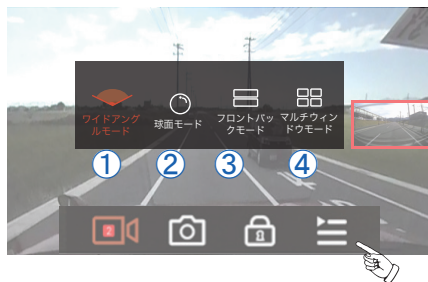 ワイドアング
ルモード
球面モード
フロントバッ
クモード
マルチウィン
ドウモード
① ② ③ ④
2